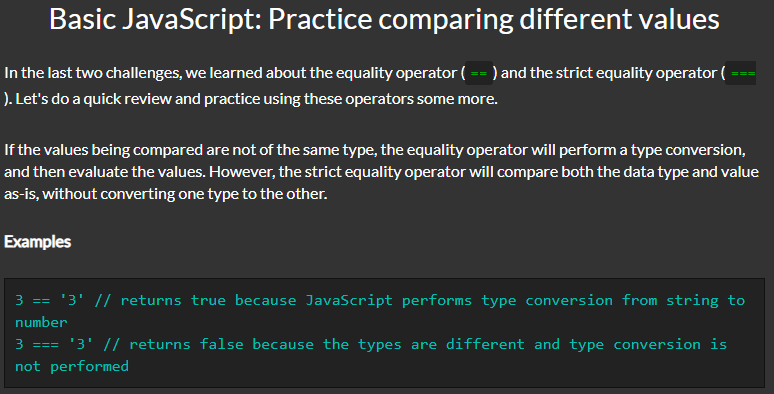 Basic JavaScript: Practice comparing different values
In the last two challenges, we learned about the equality operator ( == ) and the strict equality operator ( ===
). Let's do a quick review and practice using these operators some more.
If the values being compared are not of the same type, the equality operator will perform a type conversion,
and then evaluate the values. However, the strict equality operator will compare both the data type and value
as-is, without converting one type to the other.
Examples
3 == '3' // returns true because JavaScript performs type conversion from string to
number
3 === '3' // returns false because the types are different and type conversion is
not performed